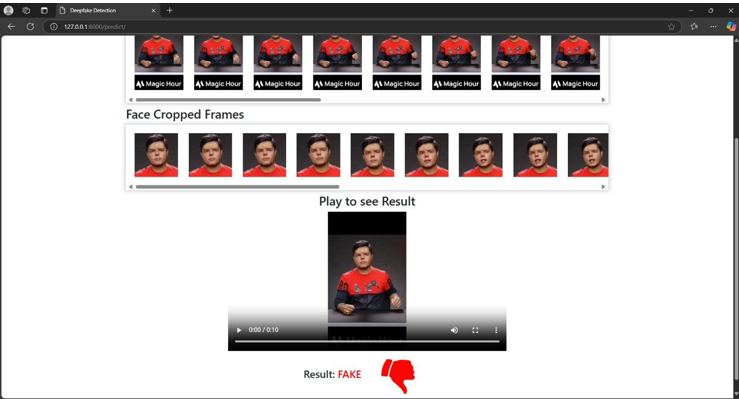 Deepfake Detection
127.0.0.1:8000/predict/
Magic Hour Magic Hour Magic Hour Magic Hour Magic Hour Magic Hour Magic Hour Magic Hour
Face Cropped Frames
Play to see Result
0:00 / 0:10
Result: FAKE